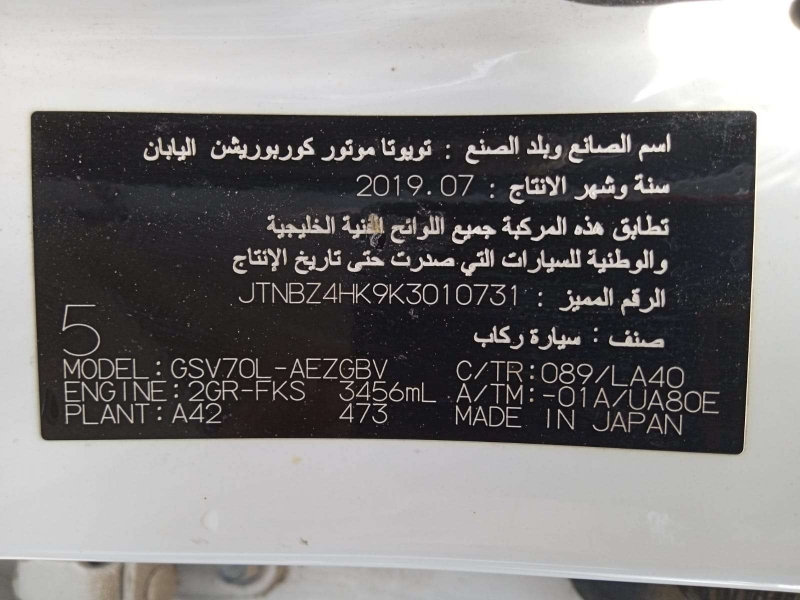 اسم الصانع وبلد الصنع : تويوتا موتور كوربوريشن اليابان
سنة وشهر الانتاج : 2019.07
تطابق هذه المركبة جميع اللوائح الفنية الخليجية
والوطنية للسيارات التي صدرت حتى تاريخ الإنتاج
الرقم المميز : JTNBZ4HK9K3010731
صنف : سيارة ركاب
5
MODEL:GSV70L-AEZGBV C/TR:089/LA40
ENGINE:2GR-FKS 3456mL A/TM:-01A/UA80E
PLANT:A42 473 MADE IN JAPAN